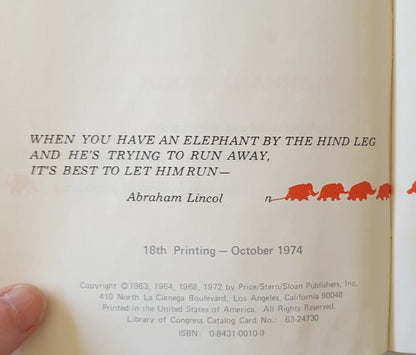 WHEN YOU HAVE AN ELEPHANT BY THE HIND LEG
AND HE'S TRYING TO RUN AWAY,
IT'S BEST TO LET HIM RUN—
Abraham Lincol n
18th Printing — October 1974
Copyright ©1963, 1964, 1968, 1972 by Price/Stern/Sloan Publishers, Inc.
410 North La Cienega Boulevard, Los Angeles, California 90048
Printed in the United States of America. All Rights Reserved.
Library of Congress Catalog Card No.: 63-24730
ISBN: 0-8431-0010-9